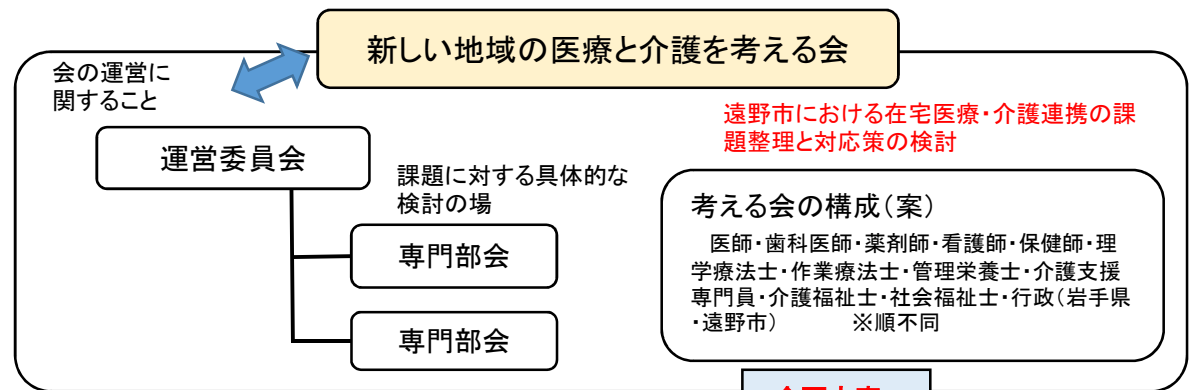 新しい地域の医療と介護を考える会
会の運営に
関すること
遠野市における在宅医療・介護連携の課
題整理と対応策の検討
運営委員会
課題に対する具体的な
検討の場
専門部会
専門部会
考える会の構成(案)
医師・歯科医師・薬剤師・看護師・保健師・理
学療法士・作業療法士・管理栄養士・介護支援
専門員・介護福祉士・社会福祉士・行政(岩手県
・遠野市) ※順不同